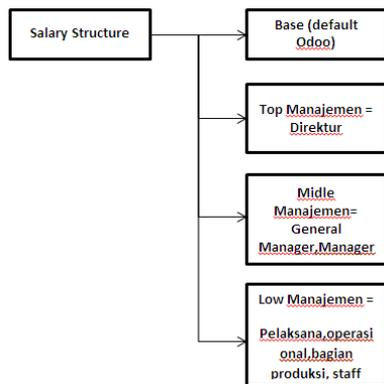 Salary Structure
Base (default
Odoo)
Top Manajemen =
Direktur
Midle
Manajemen=
General
Manager,Manager
Low Manajemen =
Pelaksana,operasi
onal,bagian
produksi, staff